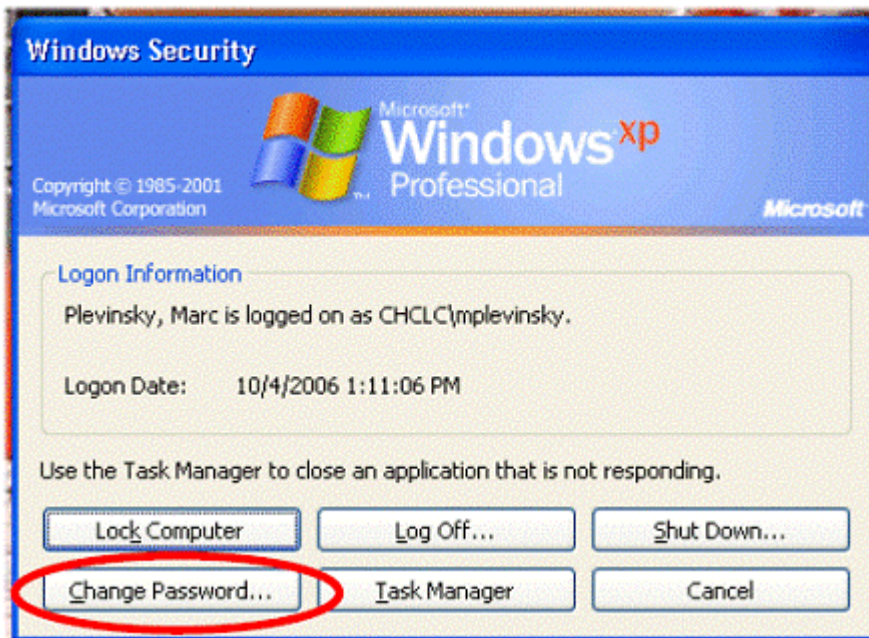 Windows Security
Microsoft®
Windows xp
Professional
Copyright © 1985-2001
Microsoft Corporation
Microsoft
Logon Information
Plevinsky, Marc is logged on as CHCLC\mplevinsky.
Logon Date: 10/4/2006 1:11:06 PM
Use the Task Manager to close an application that is not responding.
Lock Computer Log Off... Shut Down...
Change Password... Task Manager Cancel